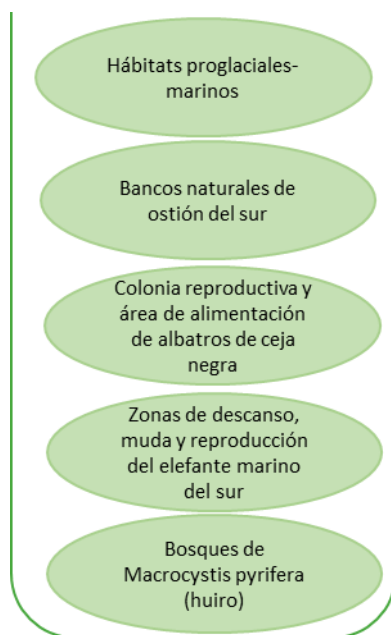 Hábitats proglaciales-
marinos
Bancos naturales de
ostión del sur
Colonia reproductiva y
área de alimentación
de albatros de ceja
negra
Zonas de descanso,
muda y reproducción
del elefante marino
del sur
Bosques de
Macrocystis pyrifera
(huiro)